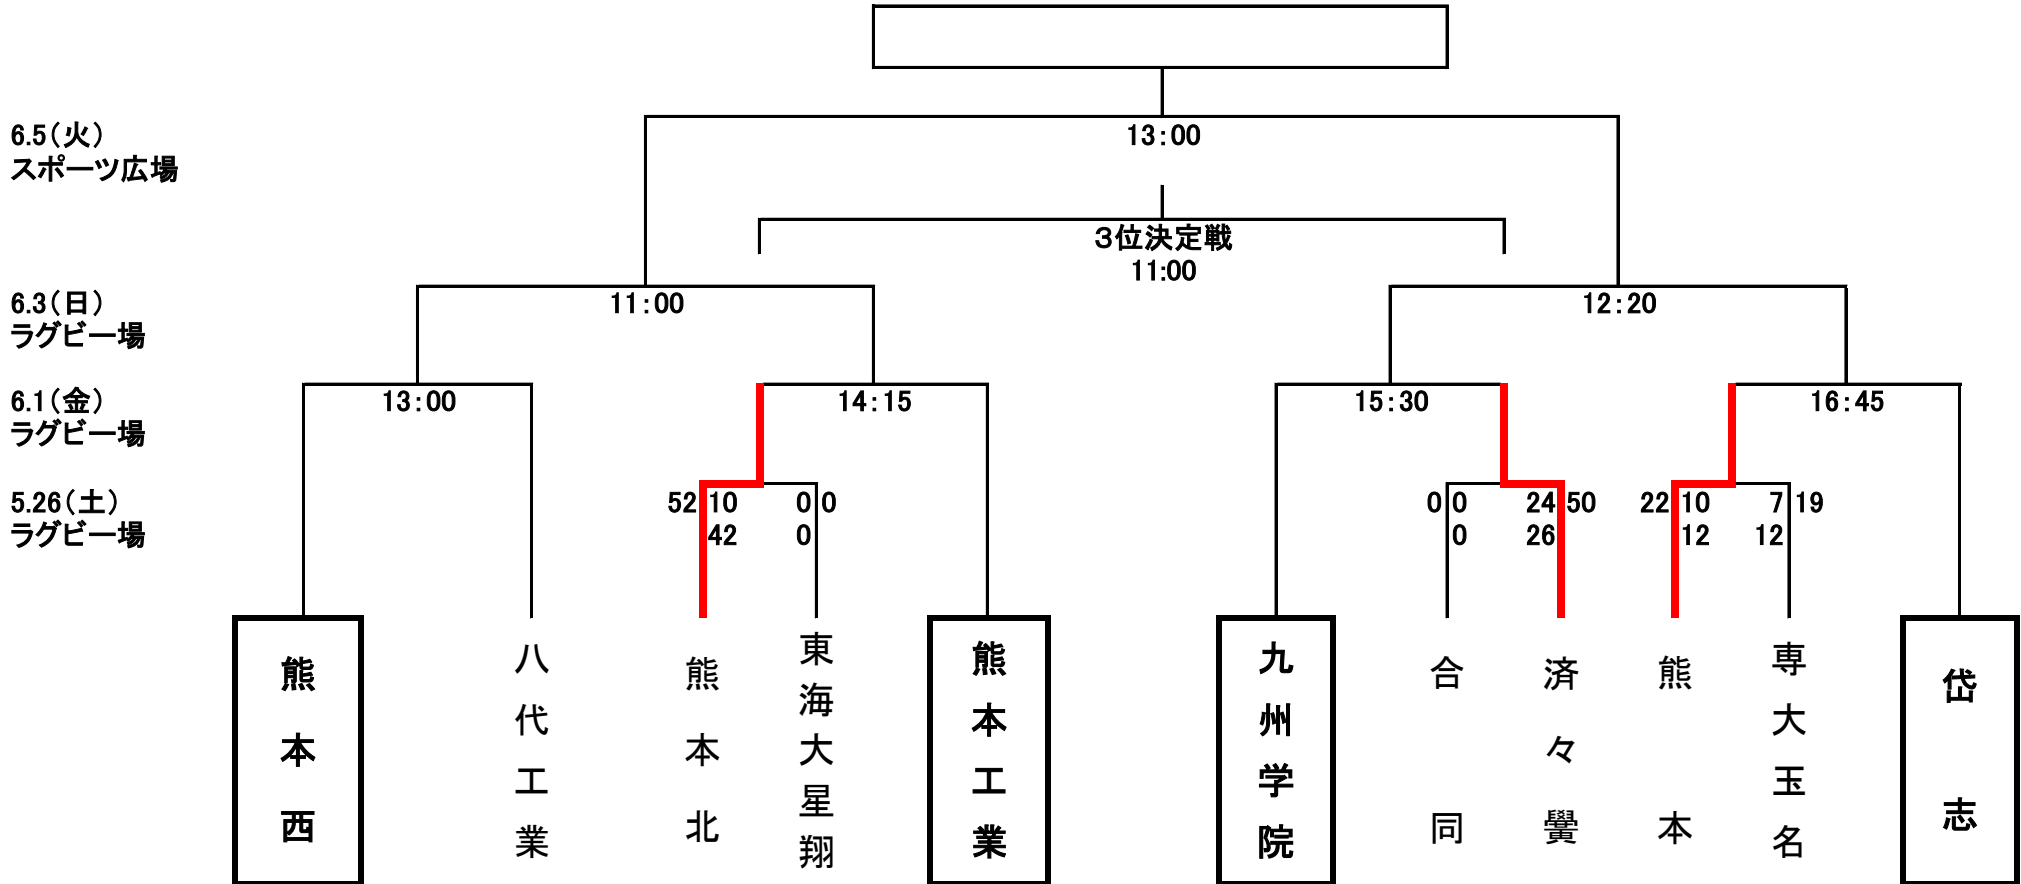 6.5(火)
スポーツ広場
13:00
3位決定戦
11:00
6.3(日)
ラグビー場
11:00
12:20
6.1(金)
ラグビー場
13:00
14:15
15:30
16:45
5.26(土)
ラグビー場
52 10 0 0
42 0
0 0 24 50
0 26
22 10 7 19
12 12
熊本西
八代工業
熊本北
東海大星翔
熊本工業
九州学院
合同
済々黌
熊本
専大玉名
岱志